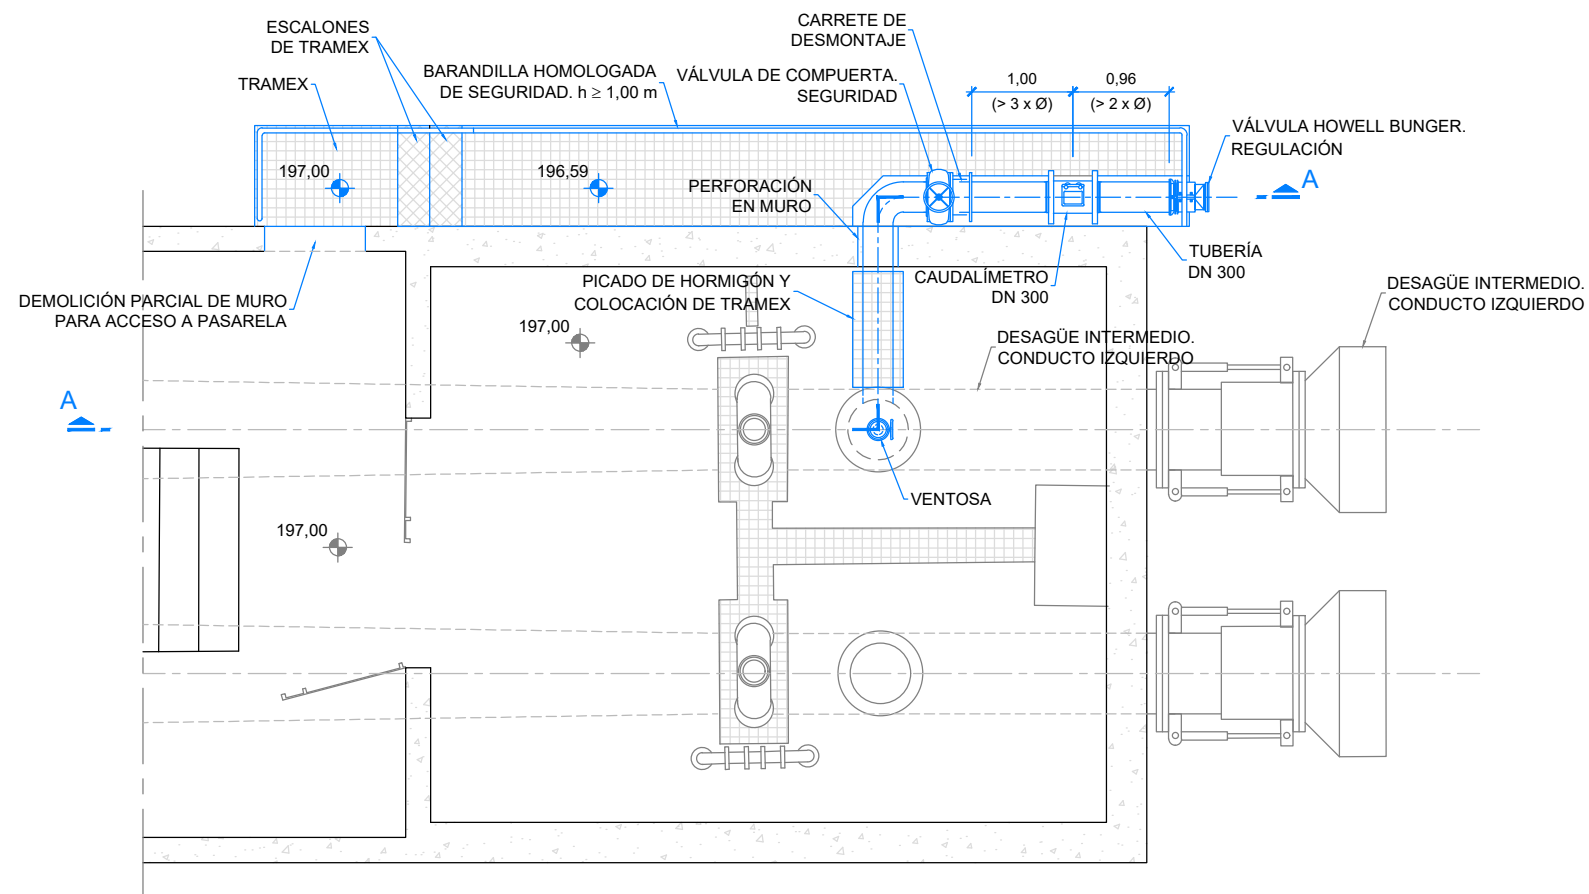 ESCALONES
DE TRAMEX
TRAMEX
BARANDILLA HOMOLOGADA
DE SEGURIDAD. h ≥ 1,00 m
CARRETE DE
DESMONTAJE
VÁLVULA DE COMPUERTA.
SEGURIDAD
1,00
(> 3 x Ø)
0,96
(> 2 x Ø)
VÁLVULA HOWELL BUNGER.
REGULACIÓN
197,00
196,59
PERFORACIÓN
EN MURO
A
TUBERÍA
DN 300
PICADO DE HORMIGÓN Y
COLOCACIÓN DE TRAMEX
CAUDALÍMETRO
DN 300
DESAGÜE INTERMEDIO.
CONDUCTO IZQUIERDO
DEMOLICIÓN PARCIAL DE MURO
PARA ACCESO A PASARELA
197,00
DESAGÜE INTERMEDIO.
CONDUCTO IZQUIERDO
A
VENTOSA
197,00